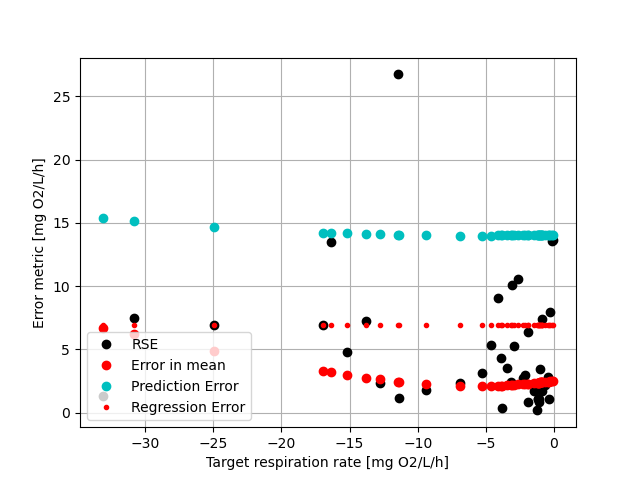 25
20
15
10
5
0
Error metric [mg O2/L/h]
RSE
Error in mean
Prediction Error
Regression Error
−30 −25 −20 −15 −10 −5 0
Target respiration rate [mg O2/L/h]